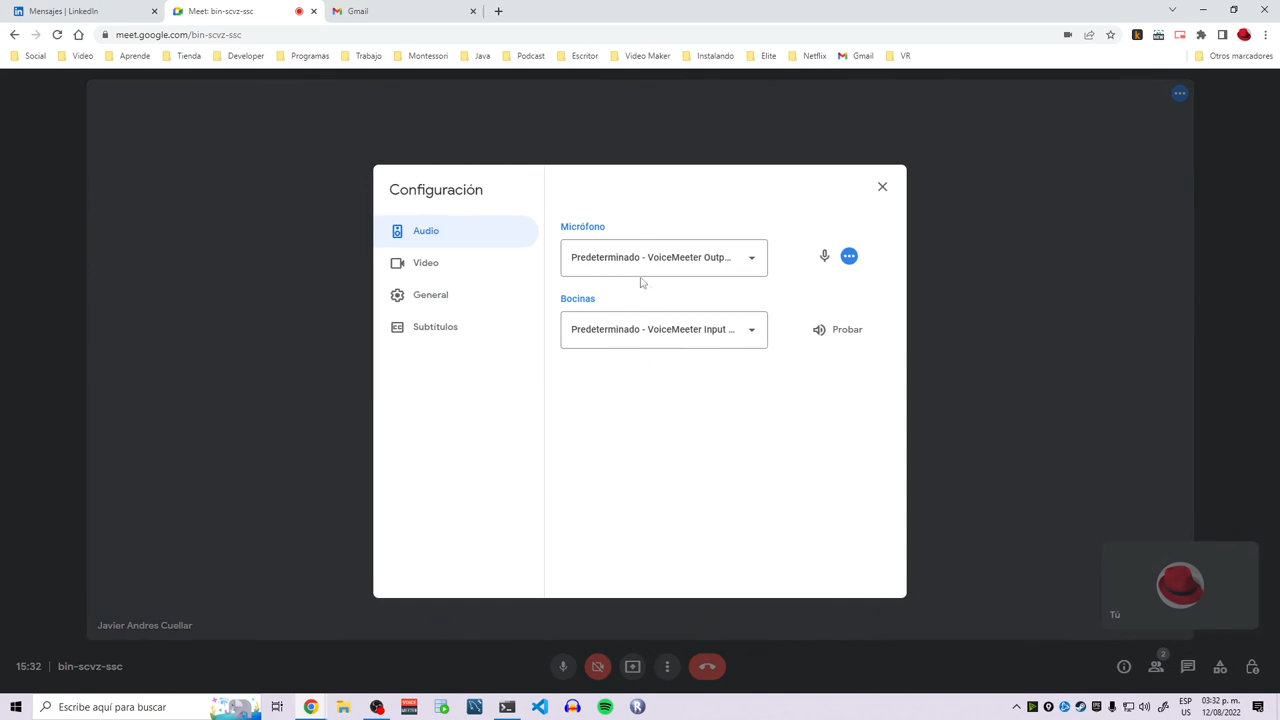 Mensajes | LinkedIn
Meet: bin-scvz-ssc
Gmail
meet.google.com/bin-scvz-ssc
Social
Video
Aprende
Tienda
Developer
Programas
Trabajo
Montessori
Java
Podcast
Escritor
Video Maker
Instalando
Elite
Netflix
Gmail
VR
Otros marcadores
Configuración
Audio
Video
General
Subtítulos
Micrófono
Predeterminado - VoiceMeeter Outp...
Bocinas
Predeterminado - VoiceMeeter Input ...
Probar
Tú
Javier Andres Cuellar
15:32 | bin-scvz-ssc
2
Escribe aquí para buscar
ESP
US
03:32 p. m.
12/08/2022